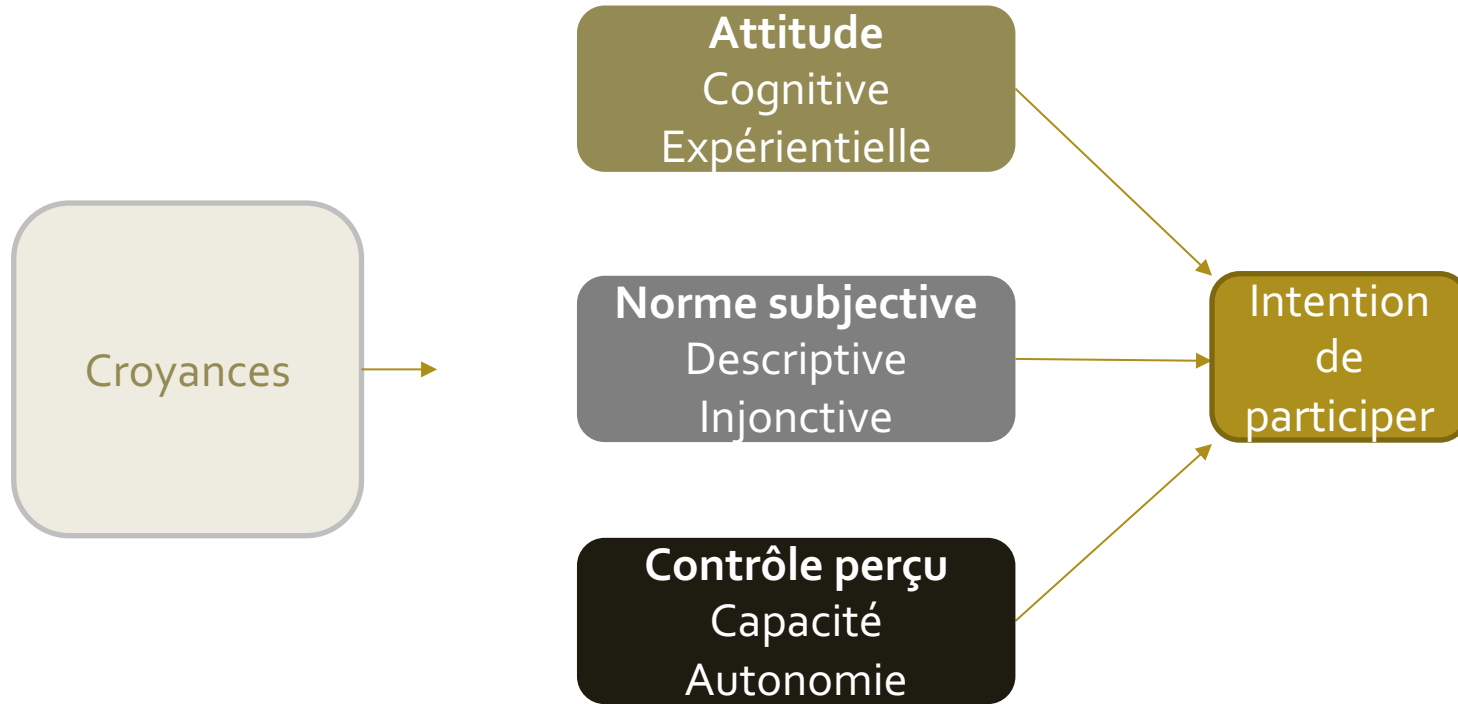 Attitude
Cognitive
Expérientielle
Croyances
Norme subjective
Descriptive
Injonctive
Intention
de
participer
Contrôle perçu
Capacité
Autonomie